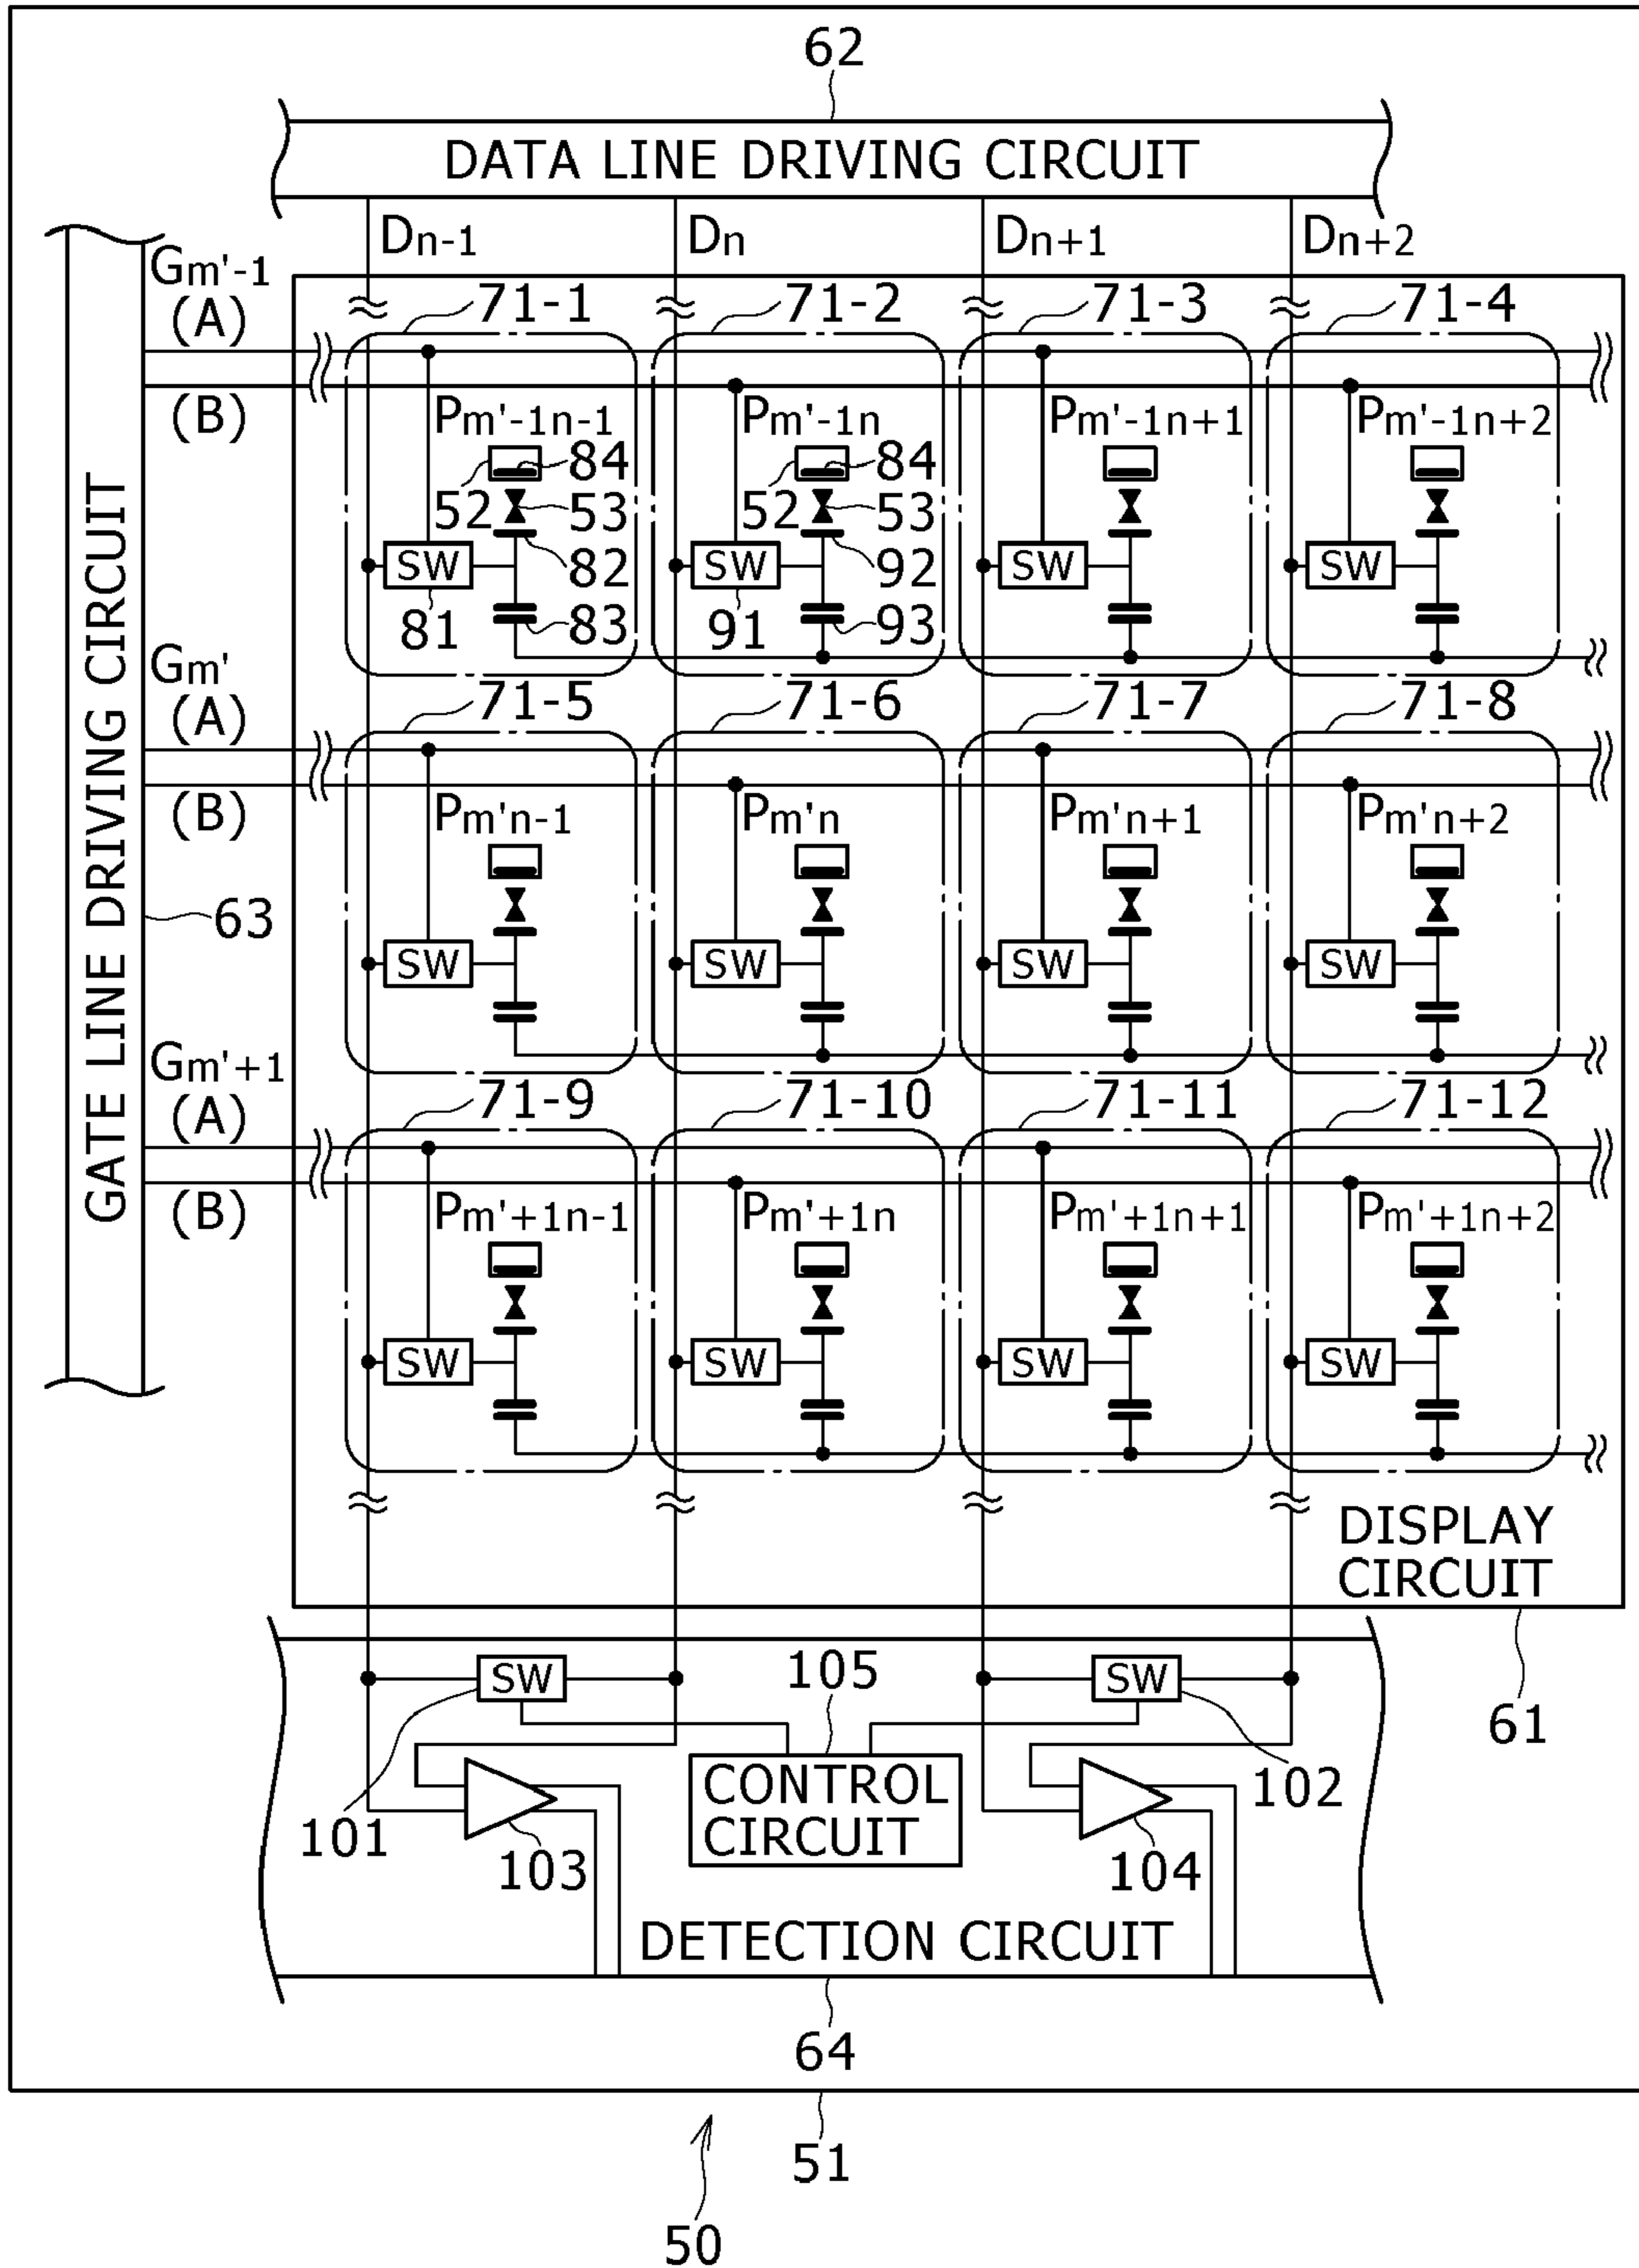 62
DATA LINE DRIVING CIRCUIT
Dn-1 Dn Dn+1 Dn+2
Gm'-1
(A)
71-1 71-2 71-3 71-4
(B)
Pm'-1n-1 Pm'-1n Pm'-1n+1 Pm'-1n+2
84 84
52 53 52 53
SW 82 SW 92 SW SW
81 83 91 93
GATE LINE DRIVING CIRCUIT
63
Gm'
(A)
71-5 71-6 71-7 71-8
(B)
Pm'n-1 Pm'n Pm'n+1 Pm'n+2
SW SW SW SW
Gm'+1
(A)
71-9 71-10 71-11 71-12
(B)
Pm'+1n-1 Pm'+1n Pm'+1n+1 Pm'+1n+2
SW SW SW SW
DISPLAY
CIRCUIT
61
SW 105 SW
CONTROL
CIRCUIT
101 103 104 102
DETECTION CIRCUIT
64
51
50